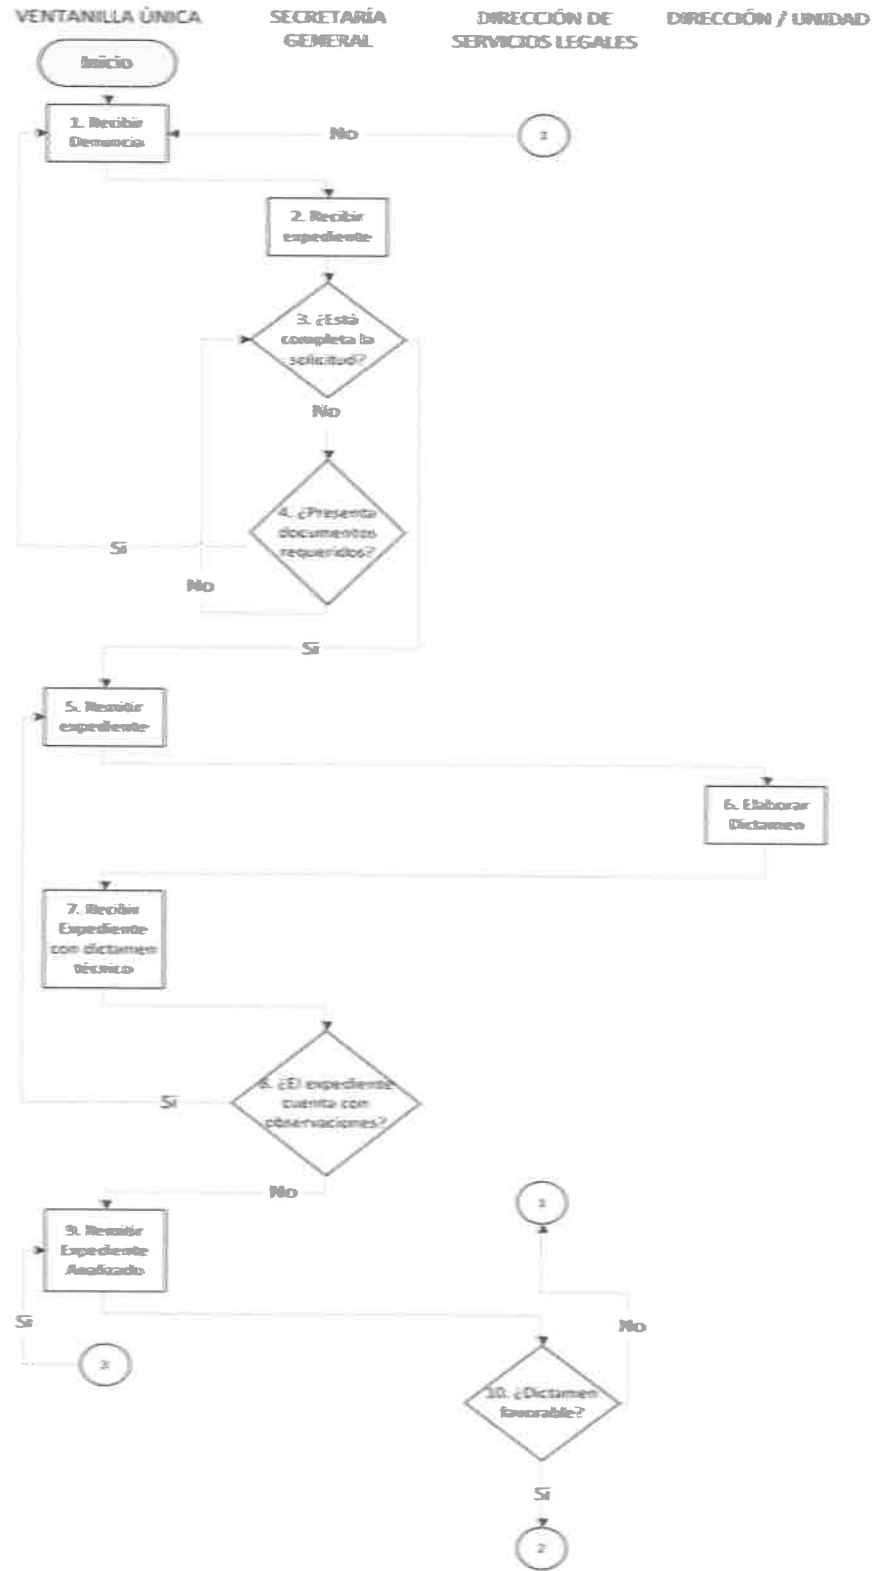 VENTANILLA ÚNICA
SECRETARÍA
GENERAL
DIRECCIÓN DE
SERVICIOS LEGALES
DIRECCIÓN / UNIDAD
Inicio
1. Recibir
Denuncia
No
1
2. Recibir
expediente
3. ¿Está
completa la
solicitud?
No
4. ¿Presenta
documentos
requeridos?
Si
No
Si
5. Remitir
expediente
6. Elaborar
Dictamen
7. Recibir
Expediente
con dictamen
técnico
8. ¿El expediente
cuenta con
observaciones?
Si
No
1
9. Remitir
Expediente
Analizado
Si
No
3
10. ¿Dictamen
favorable?
Si
2